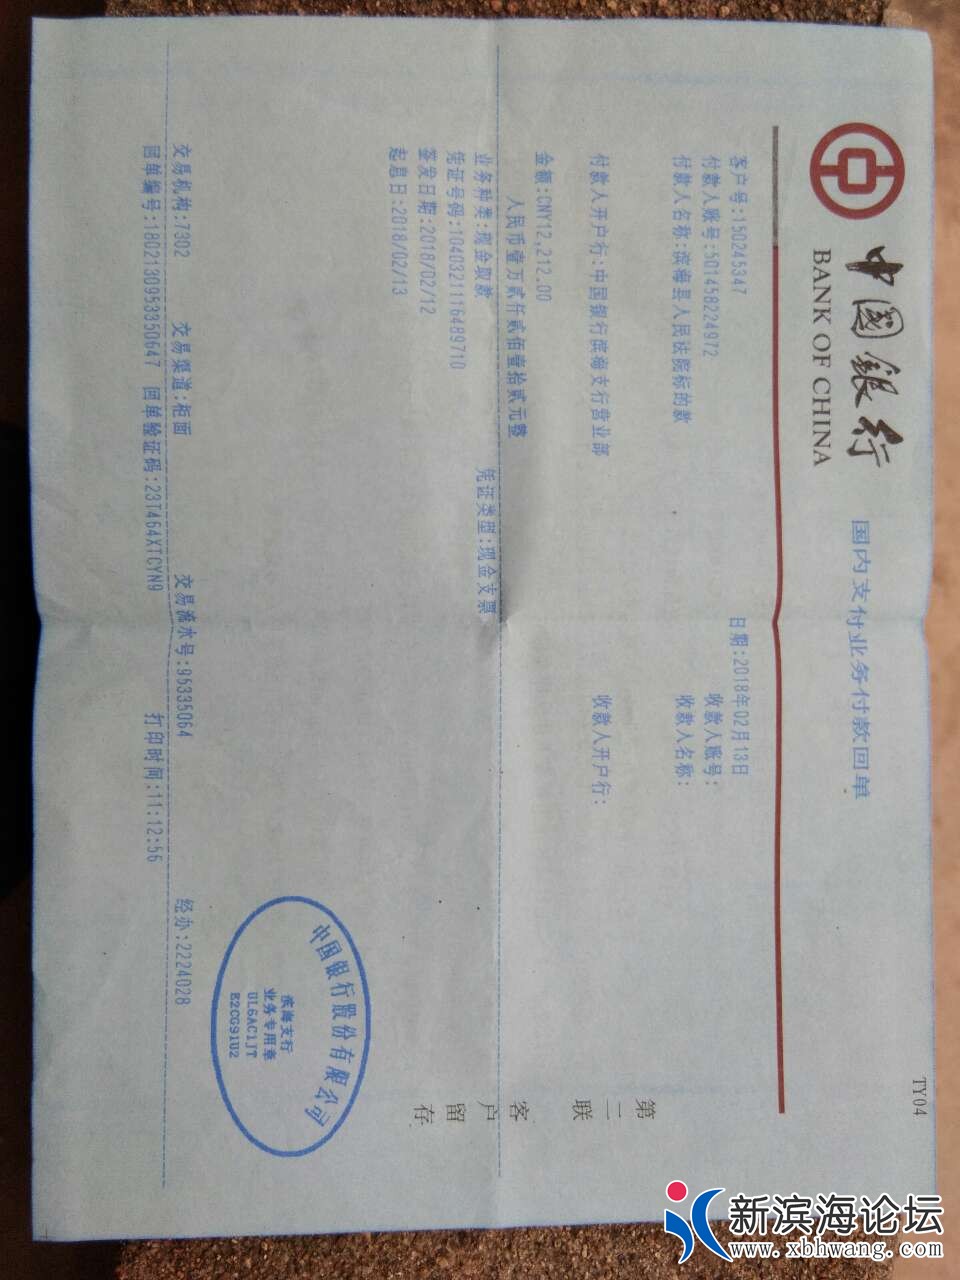 TY04
中國銀行
BANK OF CHINA
国内支付业务付款回单
客户号:150245347 日期:2018年02月13日
付款人账号:501458224972 收款人账号:
付款人名称:滨海县人民法院标的款 收款人名称:
付款人开户行:中国银行滨海支行营业部 收款人开户行:
金额:CNY12,212.00
人民币壹万贰仟贰佰壹拾贰元整
业务种类:现金取款 凭证类型:现金支票
凭证号码:1040321116489710
签发日期:2018/02/12
起息日:2018/02/13
交易机构:7302 交易渠道:柜面 交易流水号:95335064 经办:2224028
回单编号:1802130953350647 回单验证码:23T464XTCYN9 打印时间:11:12:56
中国银行股份有限公司
滨海支行
业务专用章
UL6AC1JT
E2CG91U2
第二联 客户留存
新滨海论坛
www.xbhwang.com